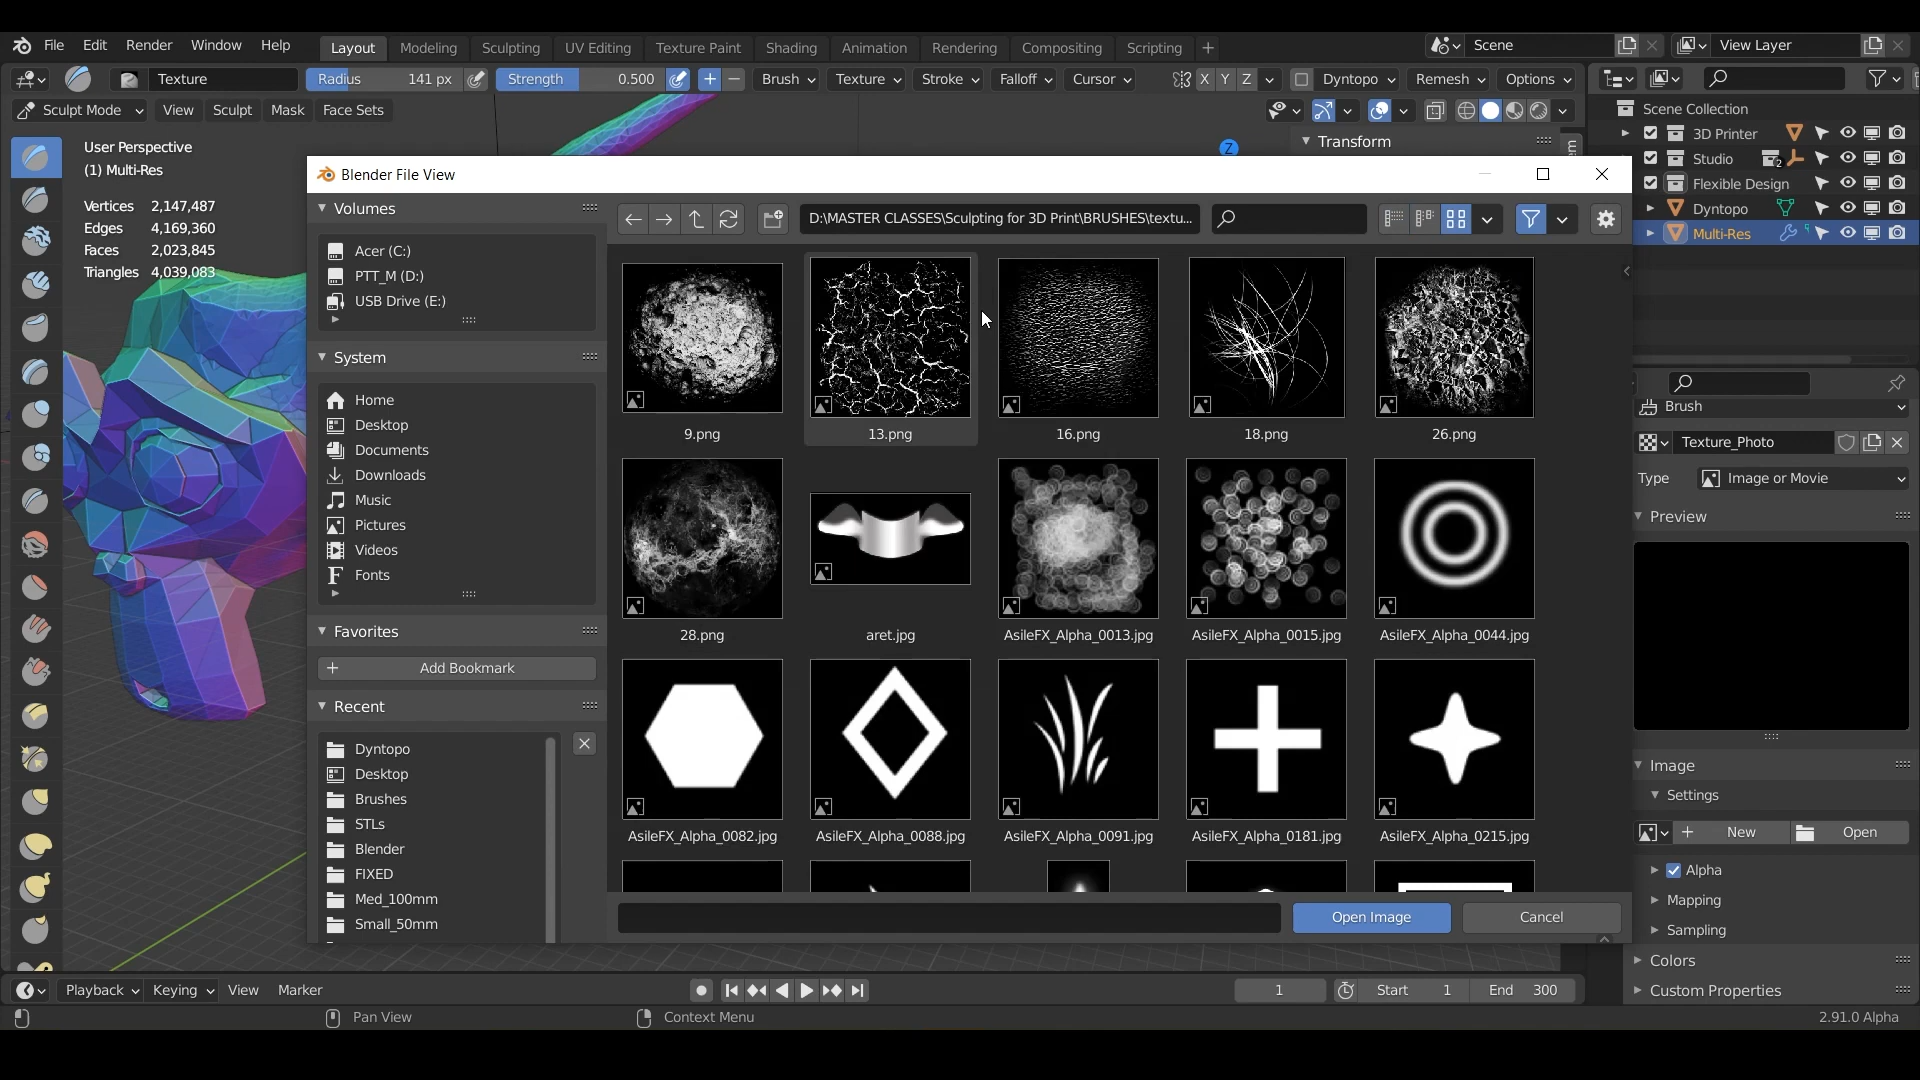 File Edit Render Window Help Layout Modeling Sculpting UV Editing Texture Paint Shading Animation Rendering Compositing Scripting + Scene View Layer
Texture Radius 141 px Strength 0.500 Brush Texture Stroke Falloff Cursor X Y Z Dyntopo Remesh Options
Sculpt Mode View Sculpt Mask Face Sets
Scene Collection
3D Printer
Studio 2
Flexible Design
Dyntopo
Multi-Res
User Perspective
(1) Multi-Res
Vertices 2,147,487
Edges 4,169,360
Faces 2,023,845
Triangles 4,039,083
Transform
Z
Blender File View
Volumes
Acer (C:)
PTT_M (D:)
USB Drive (E:)
System
Home
Desktop
Documents
Downloads
Music
Pictures
Videos
Fonts
Favorites
Add Bookmark
Recent
Dyntopo
Desktop
Brushes
STLs
Blender
FIXED
Med_100mm
Small_50mm
D:\MASTER CLASSES\Sculpting for 3D Print\BRUSHES\textu...
9.png 13.png 16.png 18.png 26.png
28.png aret.jpg AsileFX_Alpha_0013.jpg AsileFX_Alpha_0015.jpg AsileFX_Alpha_0044.jpg
AsileFX_Alpha_0082.jpg AsileFX_Alpha_0088.jpg AsileFX_Alpha_0091.jpg AsileFX_Alpha_0181.jpg AsileFX_Alpha_0215.jpg
Open Image Cancel
Brush
Texture_Photo
Type Image or Movie
Preview
Image
Settings
New Open
Alpha
Mapping
Sampling
Colors
Custom Properties
Playback Keying View Marker 1 Start 1 End 300
Pan View Context Menu 2.91.0 Alpha